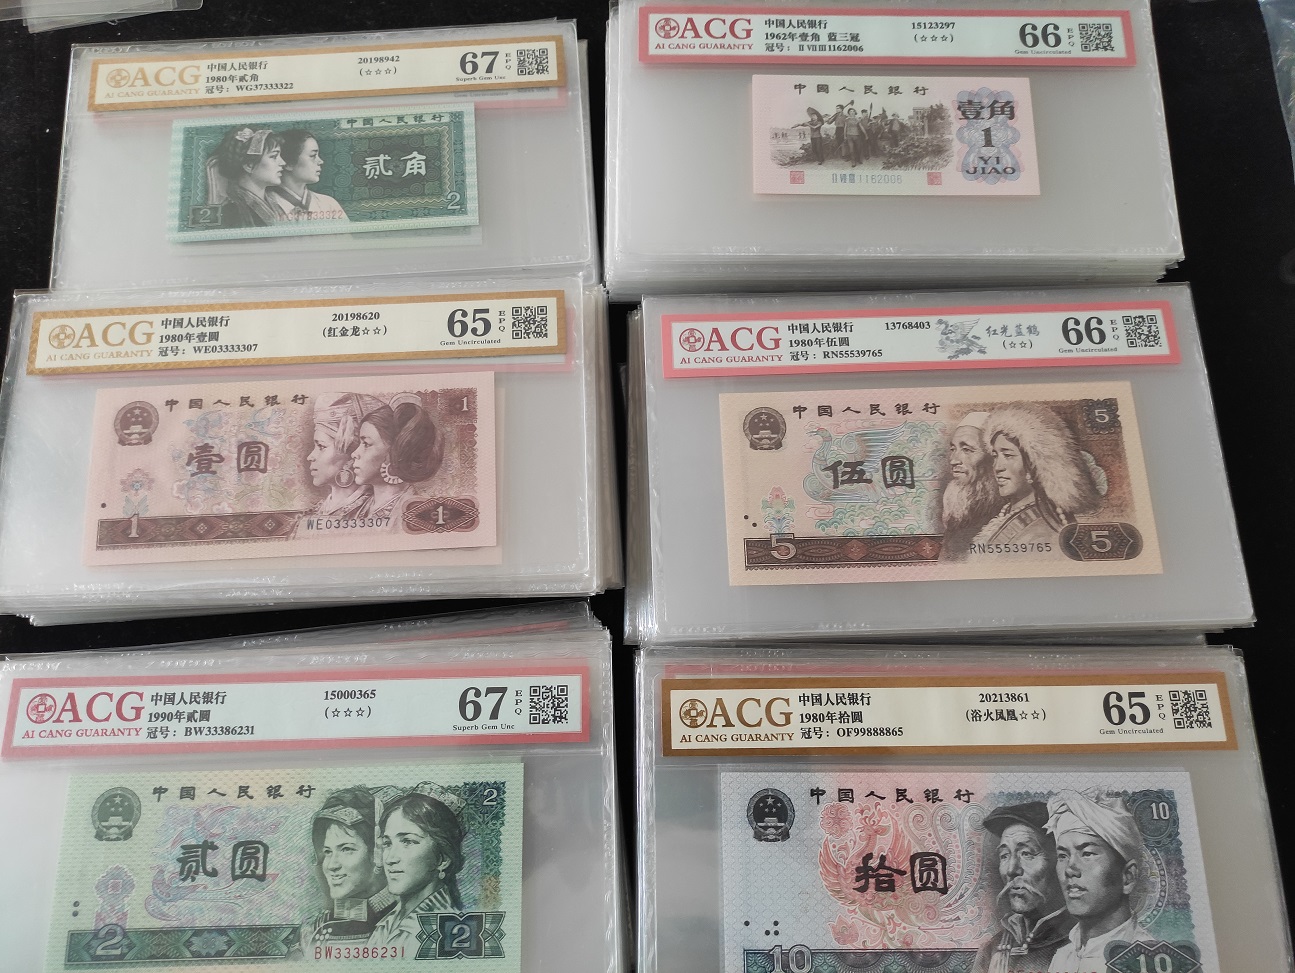 ACG
AI CANG GUARANTY
中国人民银行
1980年贰角
冠号：WG37333322
20198942
(☆☆☆)
67
EPQ
Superb Gem Unc
中国人民银行
贰角
2
2
ACG
AI CANG GUARANTY
中国人民银行
1962年壹角 蓝三冠
冠号：ⅡⅦⅢ1162006
15123297
(☆☆☆)
66
EPQ
Gem Uncirculated
中国人民银行
壹角
1
YI
JIAO
ⅡⅦⅢ1162006
ACG
AI CANG GUARANTY
中国人民银行
1980年壹圆
冠号：WE03333307
20198620
(红金龙☆☆)
65
EPQ
Gem Uncirculated
中国人民银行
1
壹圆
1
WE03333307
1
ACG
AI CANG GUARANTY
中国人民银行
1980年伍圆
冠号：RN55539765
13768403
红光蓝鹤
(☆☆)
66
EPQ
Gem Uncirculated
中国人民银行
5
伍圆
5
RN55539765
5
ACG
AI CANG GUARANTY
中国人民银行
1990年贰圆
冠号：BW33386231
15000365
(☆☆☆)
67
EPQ
Superb Gem Unc
中国人民银行
2
贰圆
2
BW33386231
2
ACG
AI CANG GUARANTY
中国人民银行
1980年拾圆
冠号：OF99888865
20213861
(浴火凤凰☆☆)
65
EPQ
Gem Uncirculated
中国人民银行
10
拾圆
10
10